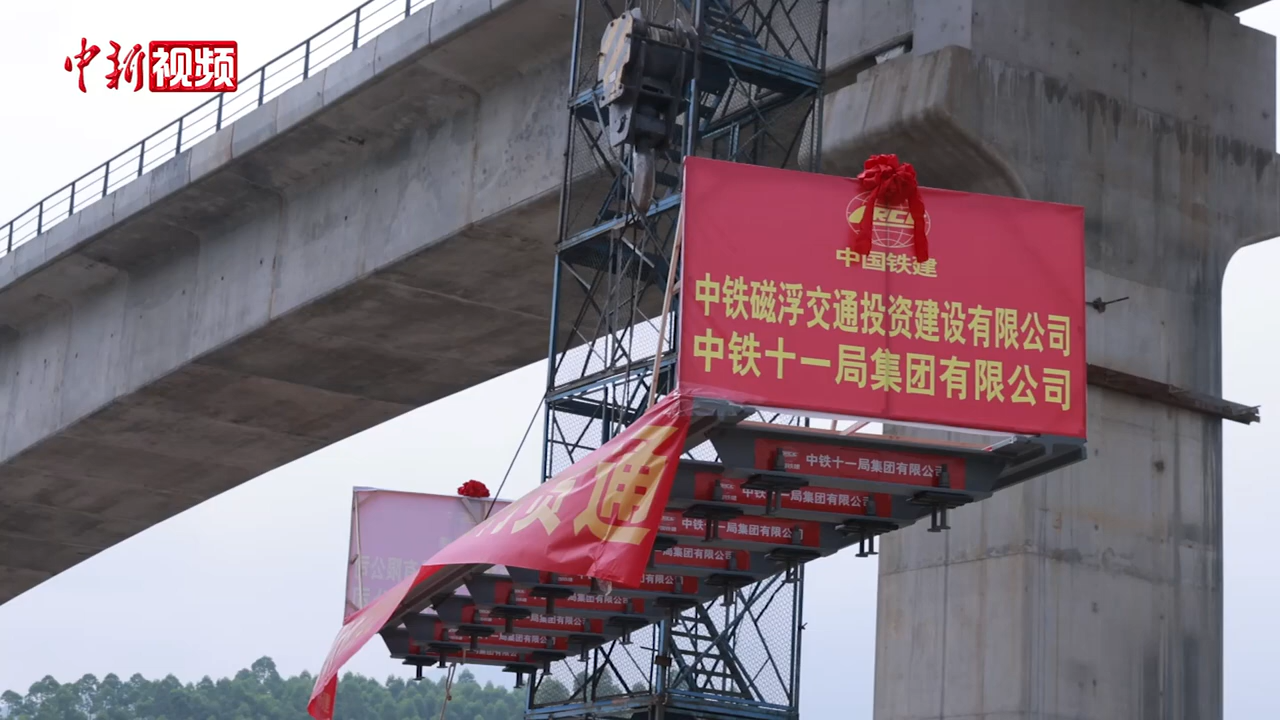 中新视频
CRCC
中国铁建
中铁磁浮交通投资建设有限公司
中铁十一局集团有限公司
中铁十一局集团有限公司
中铁十一局集团有限公司
中铁十一局集团有限公司
中铁十一局集团有限公司
通